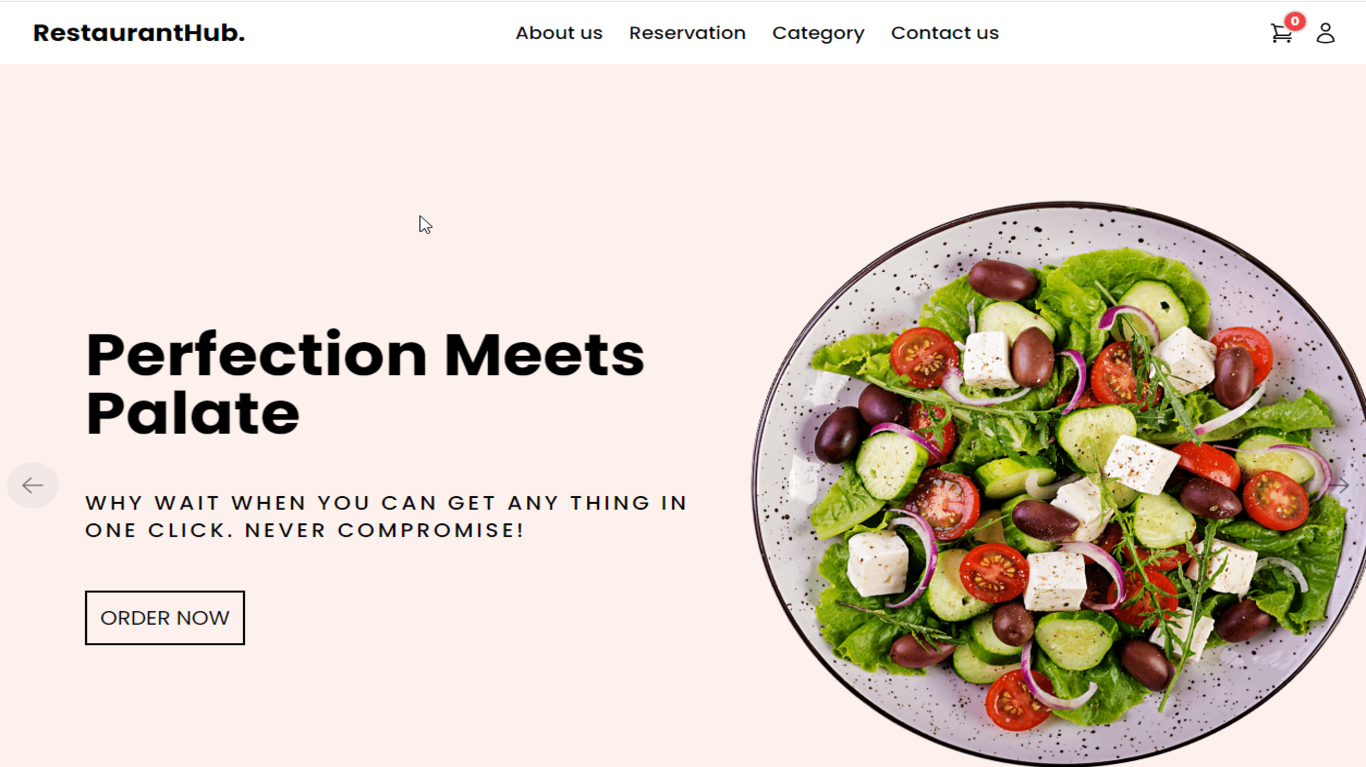 RestaurantHub.
About us Reservation Category Contact us
0
Perfection Meets
Palate
WHY WAIT WHEN YOU CAN GET ANY THING IN
ONE CLICK. NEVER COMPROMISE!
ORDER NOW